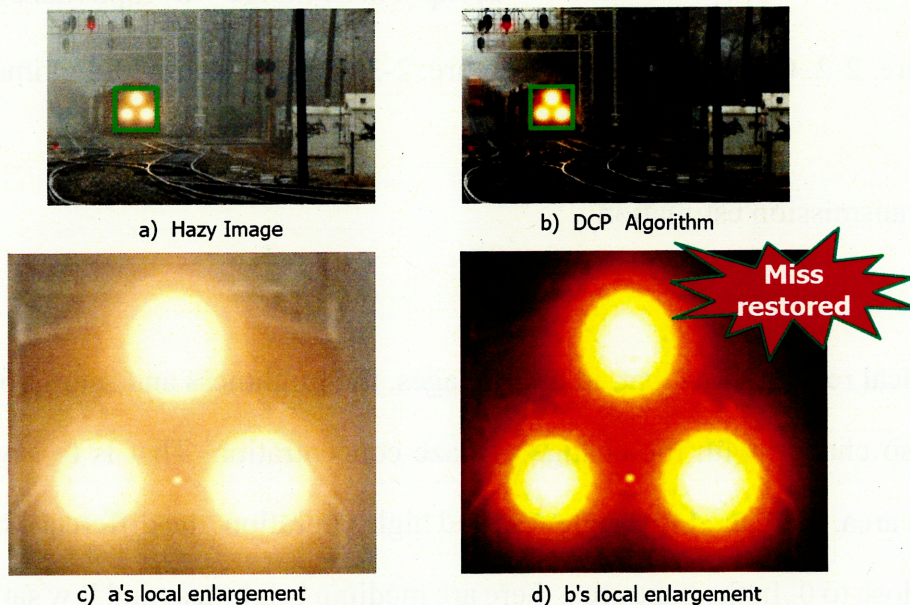 a) Hazy Image
b) DCP Algorithm
Miss
restored
c) a's local enlargement
d) b's local enlargement